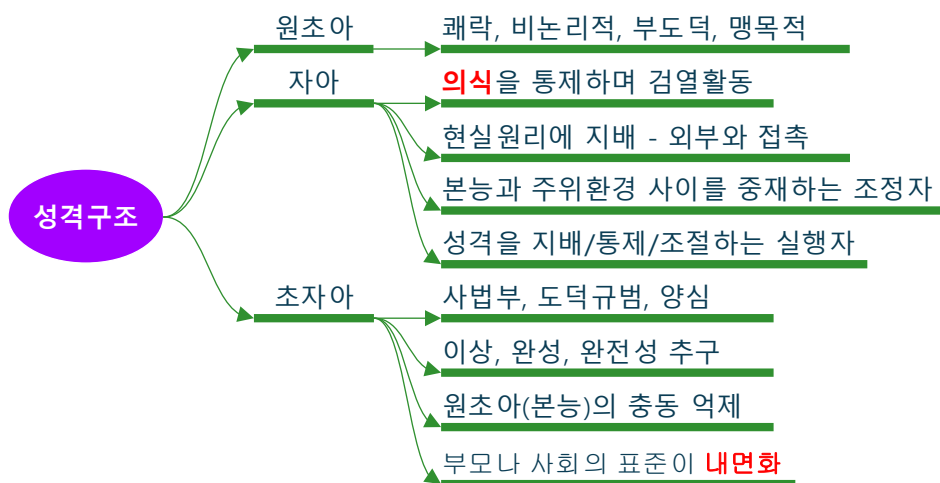 성격구조
원초아
쾌락, 비논리적, 부도덕, 맹목적
자아
의식을 통제하며 검열활동
현실원리에 지배 - 외부와 접촉
본능과 주위환경 사이를 중재하는 조정자
성격을 지배/통제/조절하는 실행자
초자아
사법부, 도덕규범, 양심
이상, 완성, 완전성 추구
원초아(본능)의 충동 억제
부모나 사회의 표준이 내면화